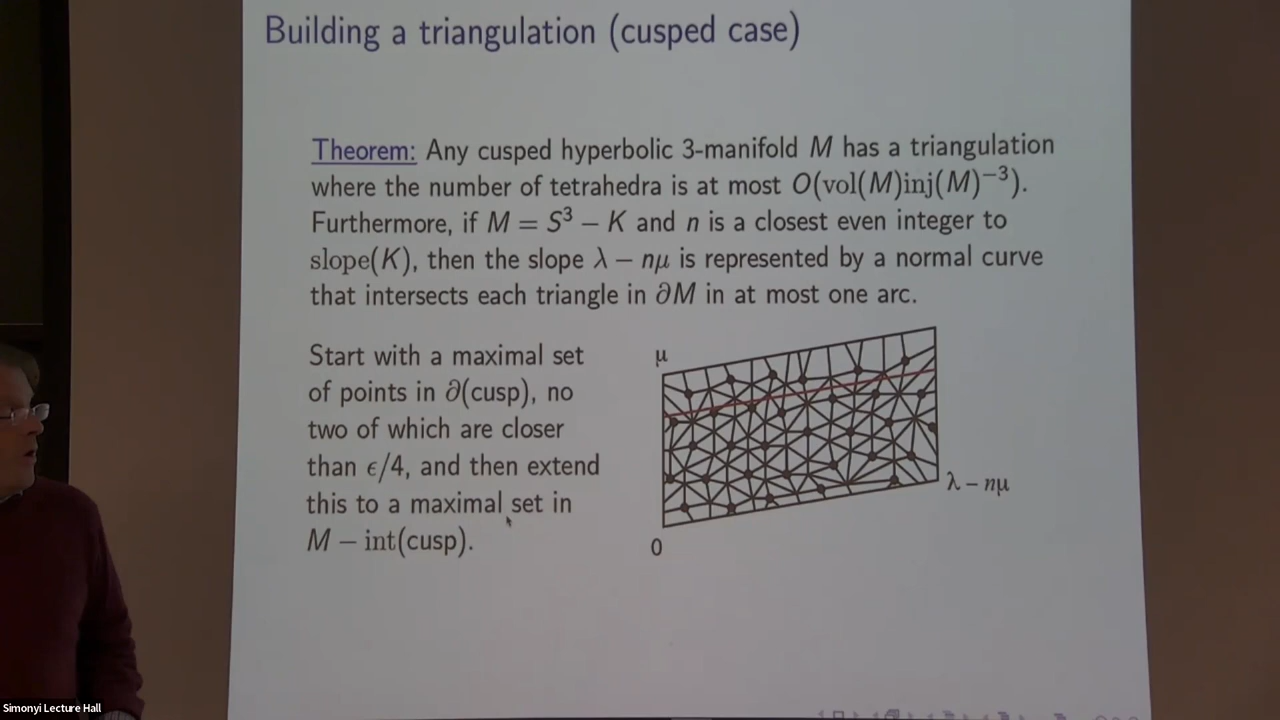 Building a triangulation (cusped case)
Theorem: Any cusped hyperbolic 3-manifold M has a triangulation
where the number of tetrahedra is at most O(vol(M)inj(M)⁻³).
Furthermore, if M = S³ − K and n is a closest even integer to
slope(K), then the slope λ − nμ is represented by a normal curve
that intersects each triangle in ∂M in at most one arc.
Start with a maximal set
of points in ∂(cusp), no
two of which are closer
than ϵ/4, and then extend
this to a maximal set in
M − int(cusp).
μ
λ − nμ
0
Simonyi Lecture Hall